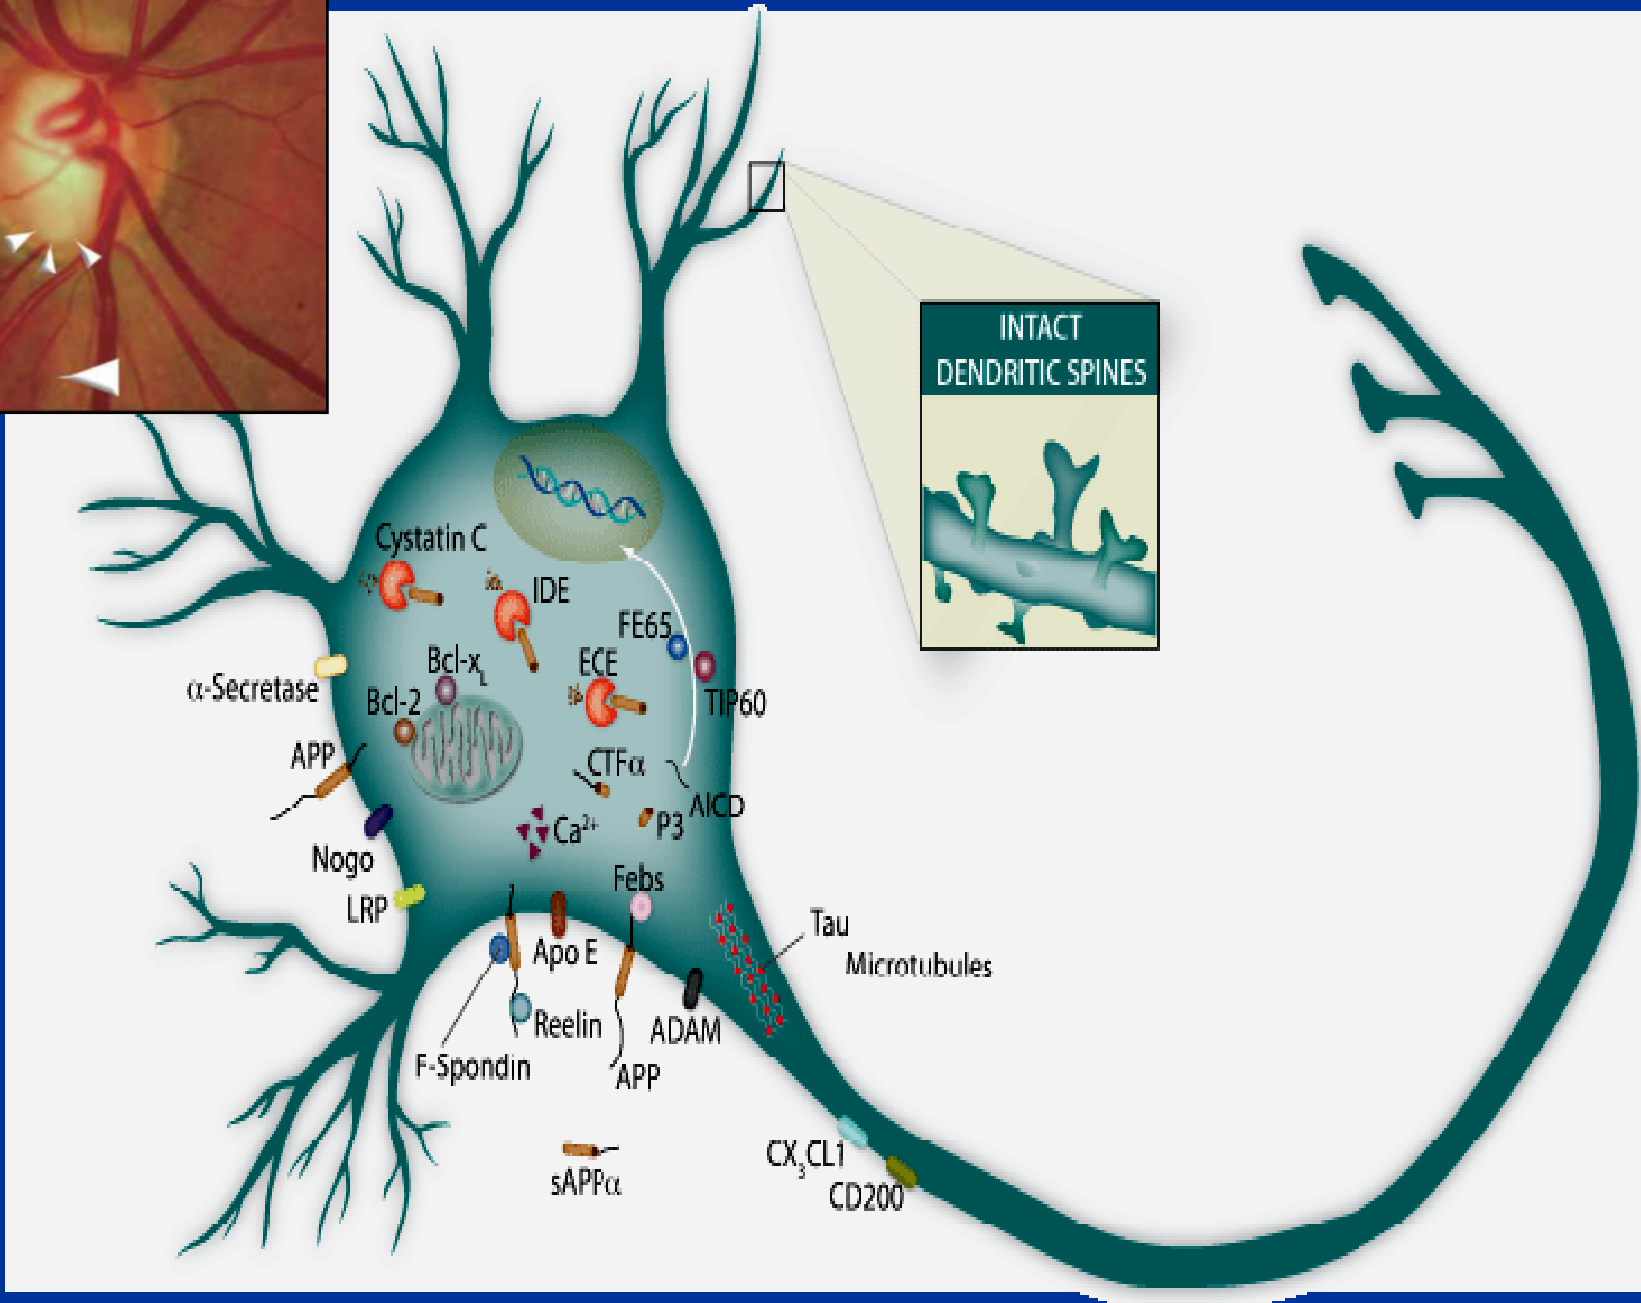 INTACT
DENDRITIC SPINES
Cystatin C
IDE
FE65
Bcl-xL
ECE
α-Secretase
Bcl-2
TIP60
APP
CTFα
AICD
P3
Ca²⁺
Nogo
Febs
LRP
Tau
Apo E
Microtubules
Reelin
ADAM
F-Spondin
APP
CX₃CL1
sAPPα
CD200